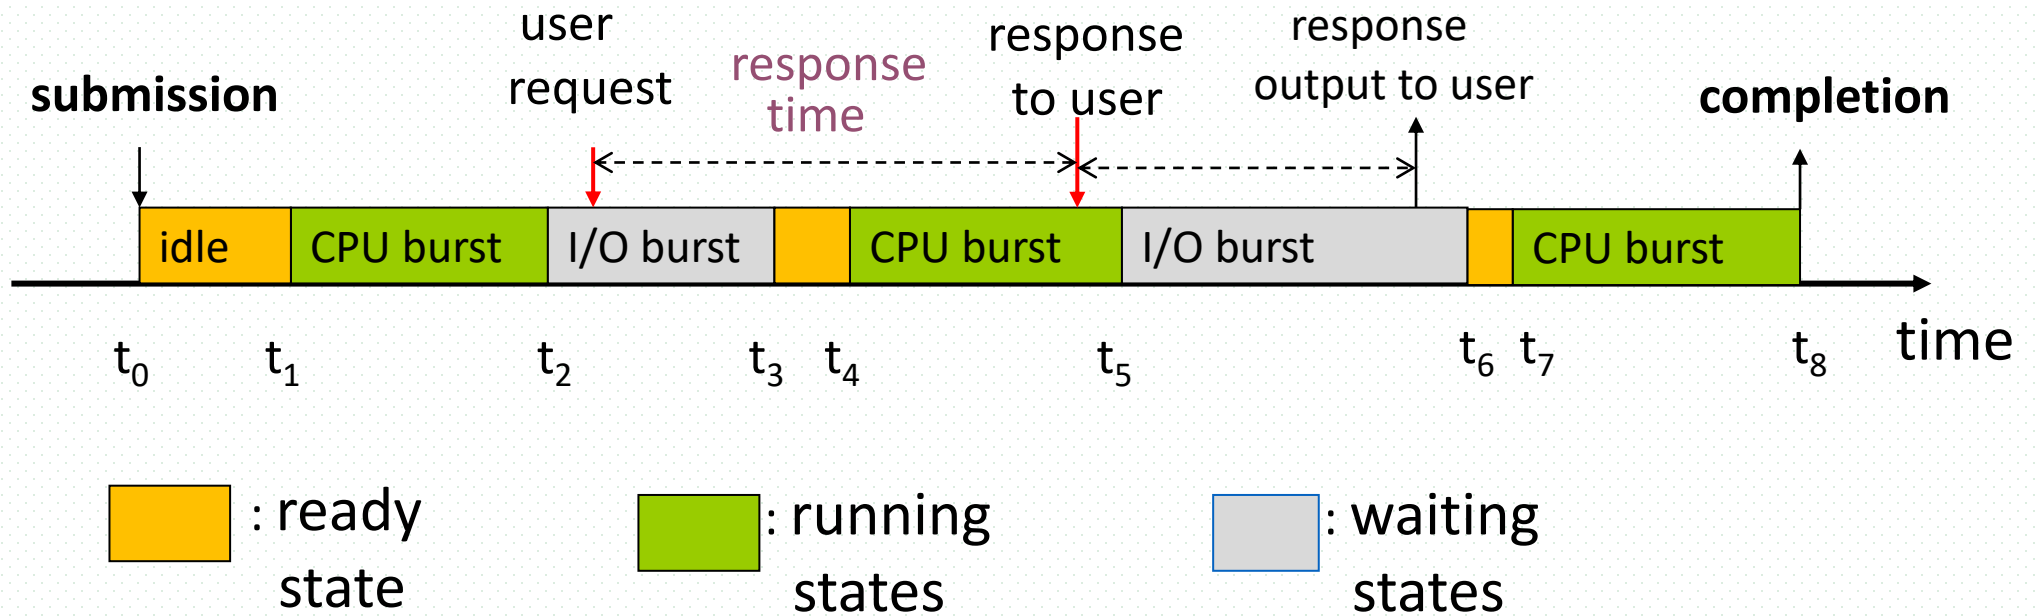 user
request
response
time
response
to user
response
output to user
submission
completion
idle
CPU burst
I/O burst
CPU burst
I/O burst
CPU burst
t₀ t₁ t₂ t₃ t₄ t₅ t₆ t₇ t₈ time
: ready
state
: running
states
: waiting
states